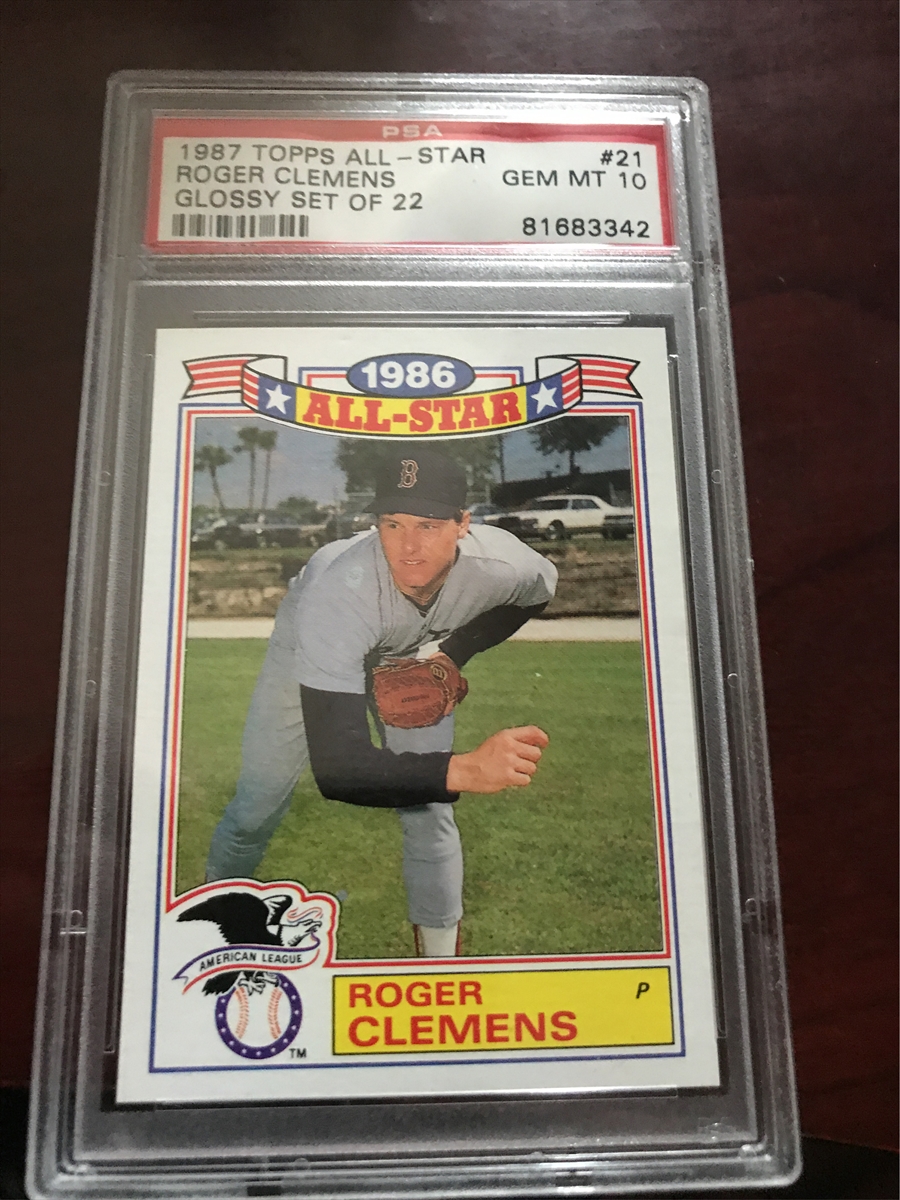 PSA
1987 TOPPS ALL-STAR #21
ROGER CLEMENS GEM MT 10
GLOSSY SET OF 22
81683342
1986
ALL-STAR
B
AMERICAN LEAGUE
TM
ROGER P
CLEMENS